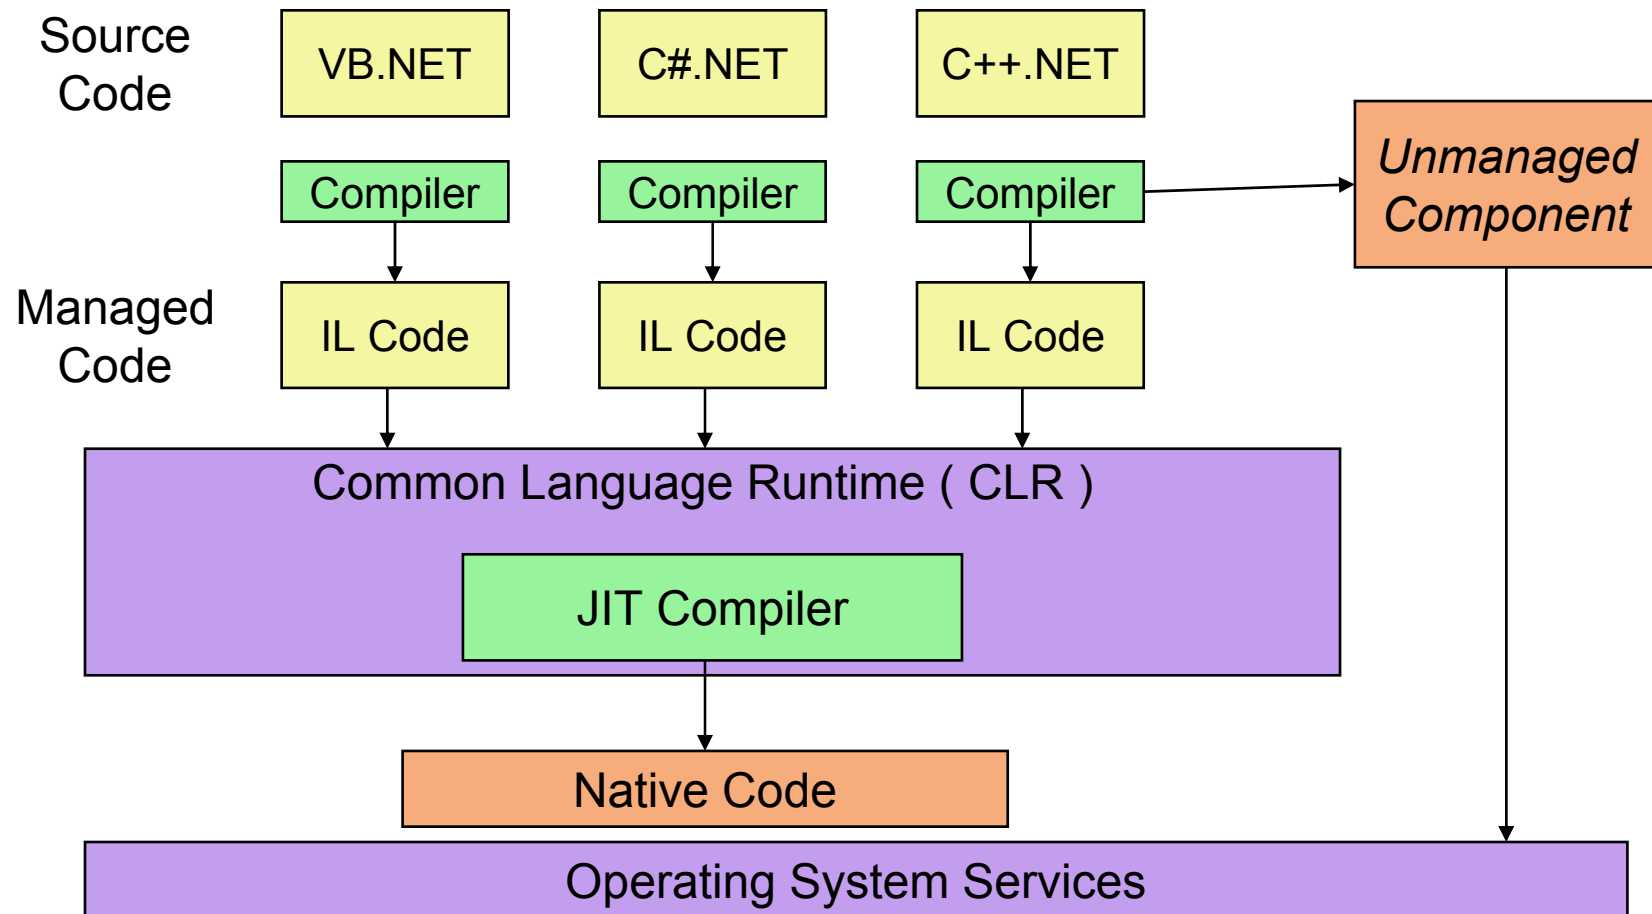 Source
Code
VB.NET
C#.NET
C++.NET
Unmanaged
Component
Compiler
Compiler
Compiler
Managed
Code
IL Code
IL Code
IL Code
Common Language Runtime ( CLR )
JIT Compiler
Native Code
Operating System Services